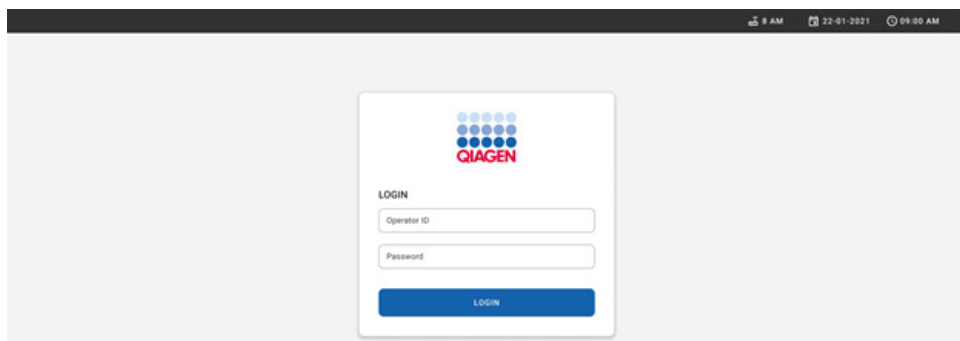 8 AM 22-01-2021 09:00 AM
QIAGEN
LOGIN
Operator ID
Password
LOGIN